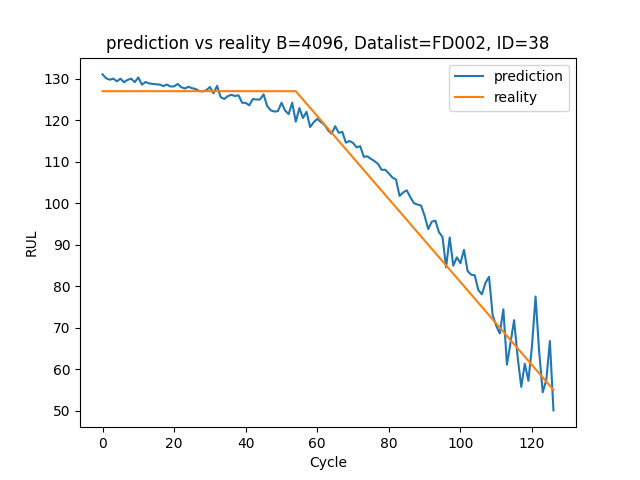 prediction vs reality B=4096, Datalist=FD002, ID=38
prediction
reality
RUL
130
120
110
100
90
80
70
60
50
0 20 40 60 80 100 120
Cycle